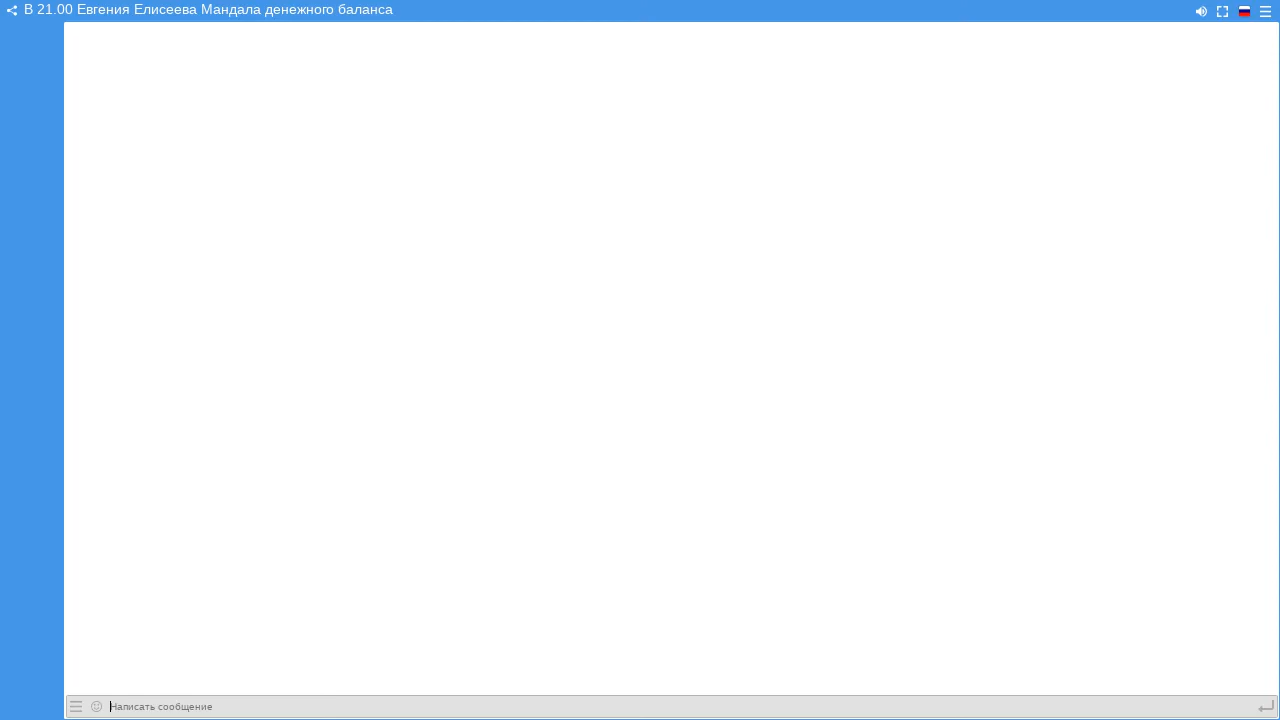 В 21.00 Евгения Елисеева Мандала денежного баланса
Написать сообщение